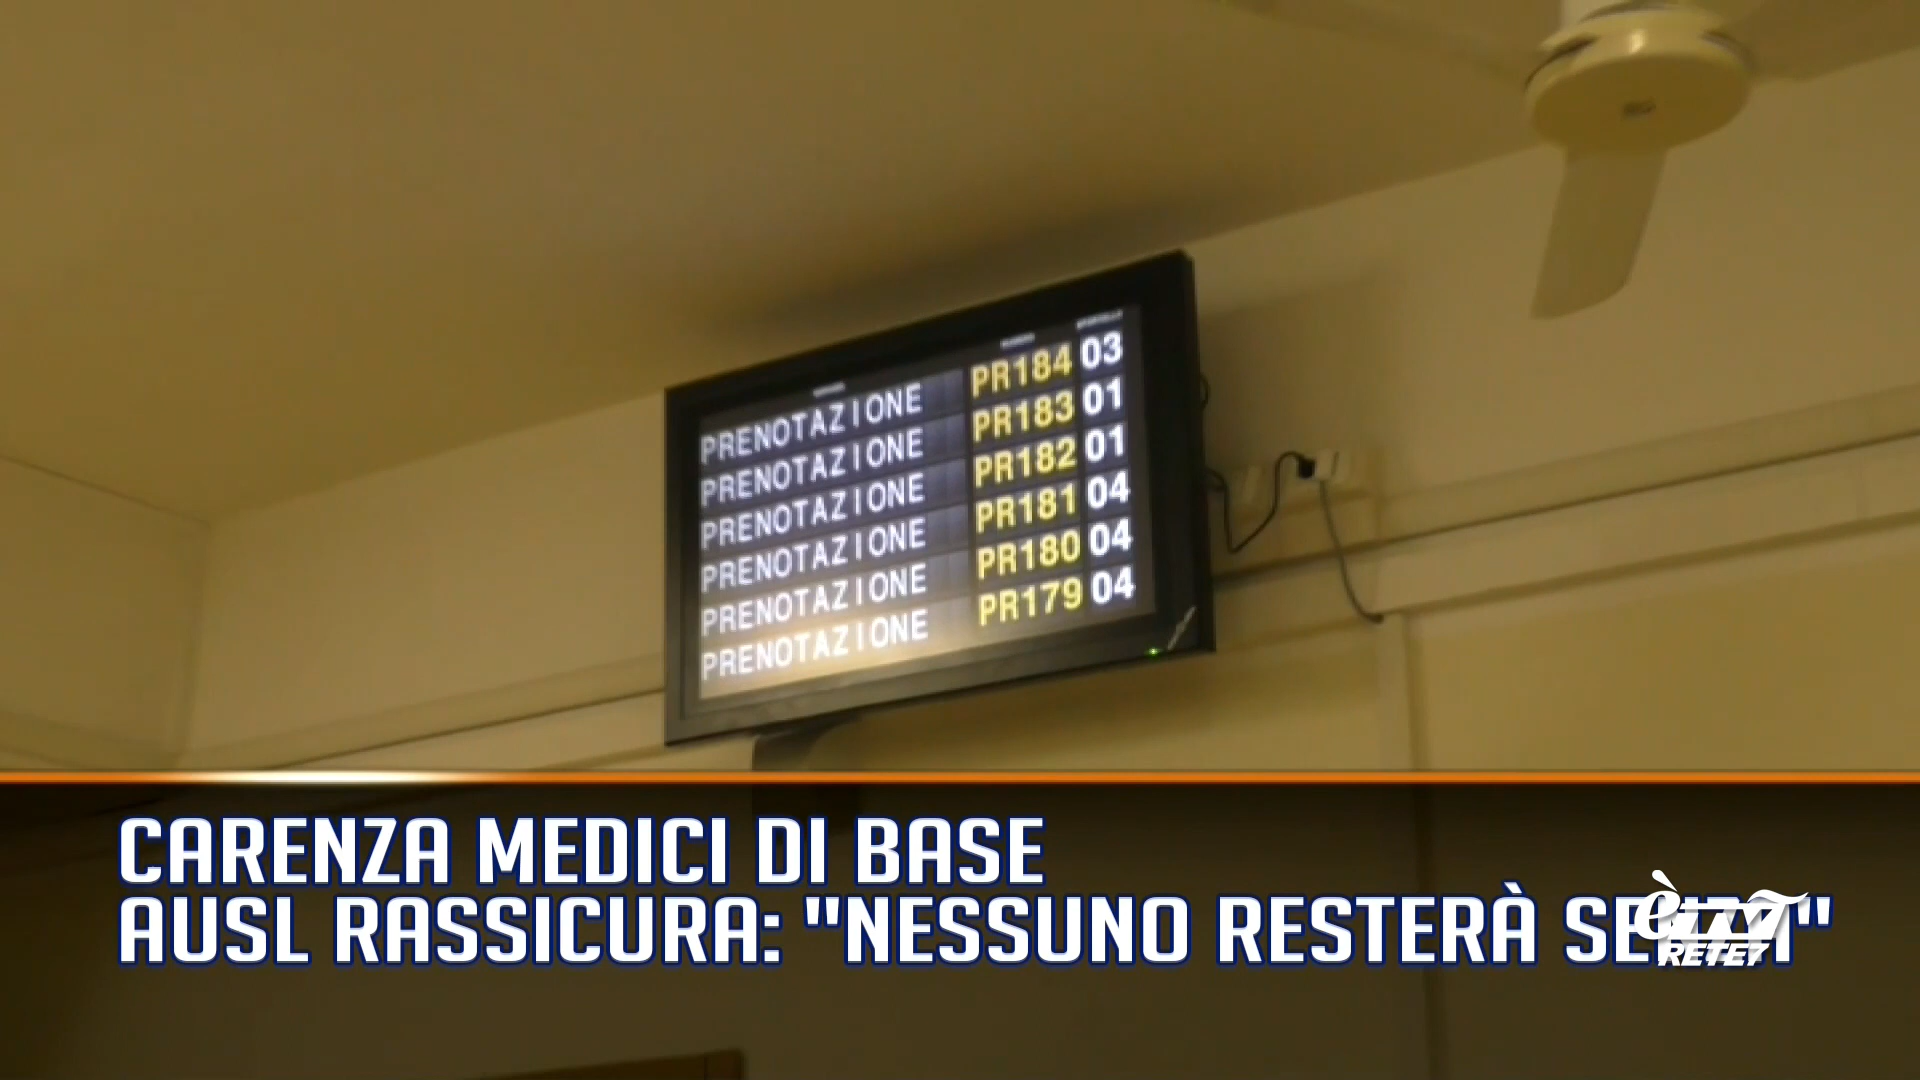 PRENOTAZIONE PR184 03
PRENOTAZIONE PR183 01
PRENOTAZIONE PR182 01
PRENOTAZIONE PR181 04
PRENOTAZIONE PR180 04
PRENOTAZIONE PR179 04
CARENZA MEDICI DI BASE
AUSL RASSICURA: "NESSUNO RESTERÀ
RETE7